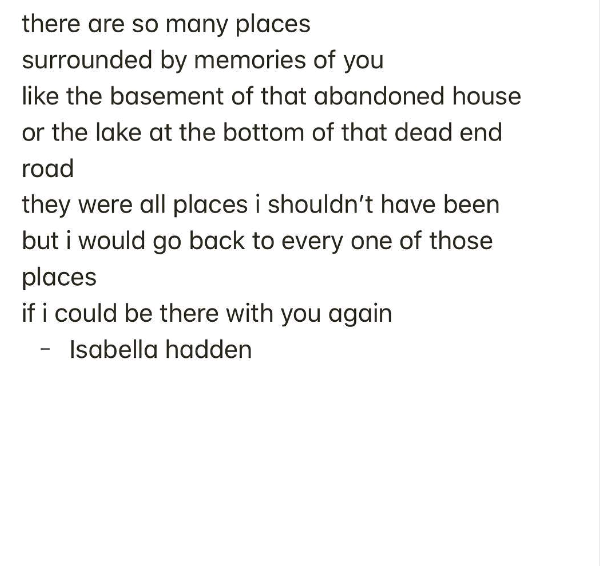 there are so many places
surrounded by memories of you
like the basement of that abandoned house
or the lake at the bottom of that dead end
road
they were all places i shouldn't have been
but i would go back to every one of those
places
if i could be there with you again
- Isabella hadden